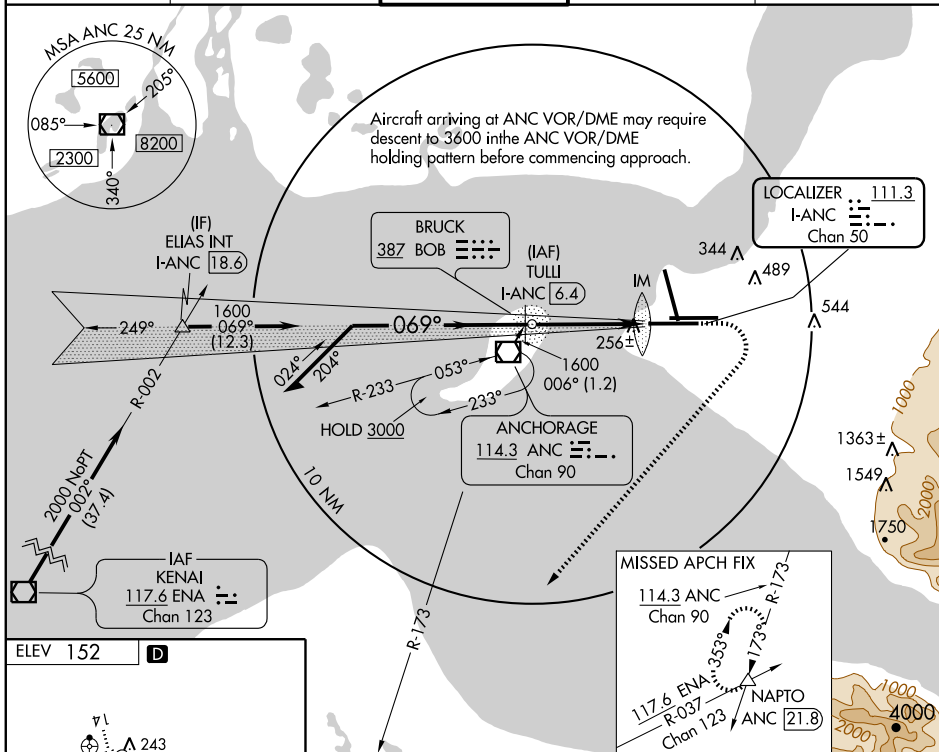 MSA ANC 25 NM
5600
205°
085°
2300
8200
340°
Aircraft arriving at ANC VOR/DME may require
descent to 3600 inthe ANC VOR/DME
holding pattern before commencing approach.
LOCALIZER 111.3
I-ANC
Chan 50
(IF)
ELIAS INT
I-ANC 18.6
BRUCK
387 BOB
(IAF)
TULLI
I-ANC 6.4
IM
344
489
544
249°
1600
069°
(12.3)
069°
256±
024°
204°
R-233
053°
233°
1600
006° (1.2)
HOLD 3000
ANCHORAGE
114.3 ANC
Chan 90
R-002
2000 NoPT
002°
(37.4)
10 NM
1000
1363±
1549
2000
1750
IAF
KENAI
117.6 ENA
Chan 123
R-173
MISSED APCH FIX
114.3 ANC
Chan 90
R-173
353°
173°
117.6 ENA
R-037
Chan 123
NAPTO
ANC 21.8
1000
4000
2000
ELEV 152
D
14
243